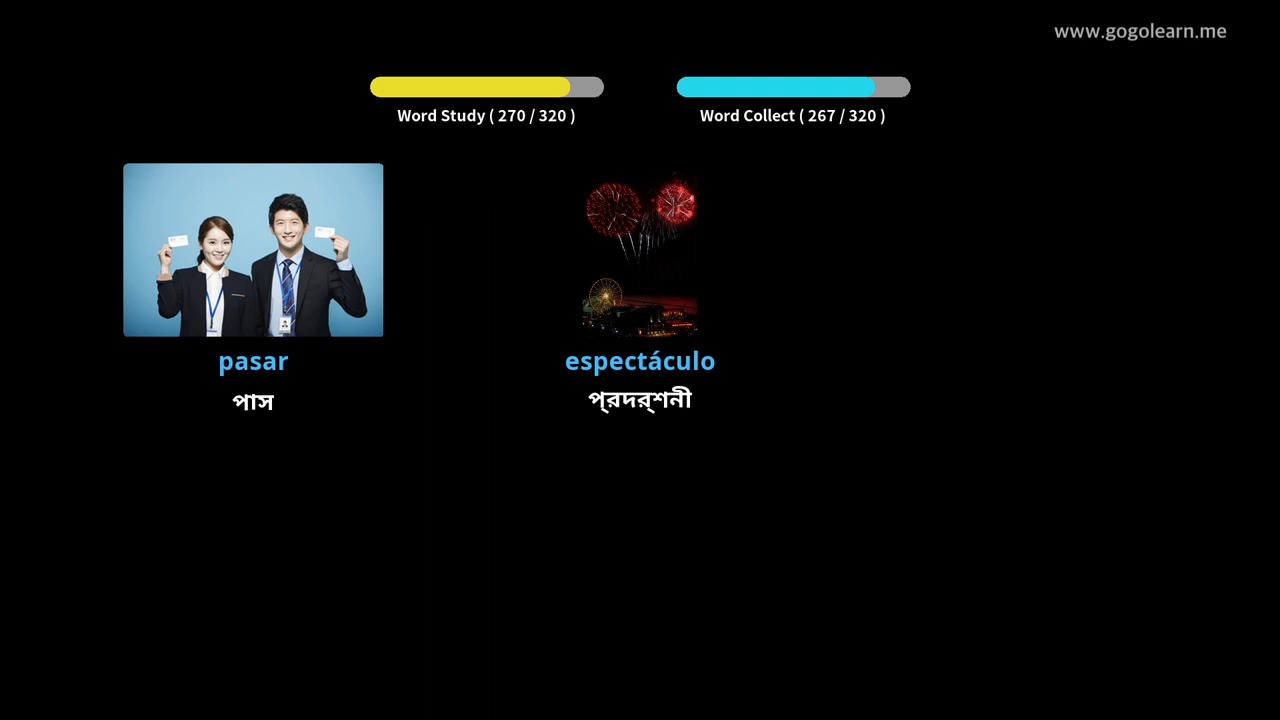 www.gogolearn.me
Word Study ( 270 / 320 )
Word Collect ( 267 / 320 )
pasar
espectáculo
পাস
প্রদর্শনী